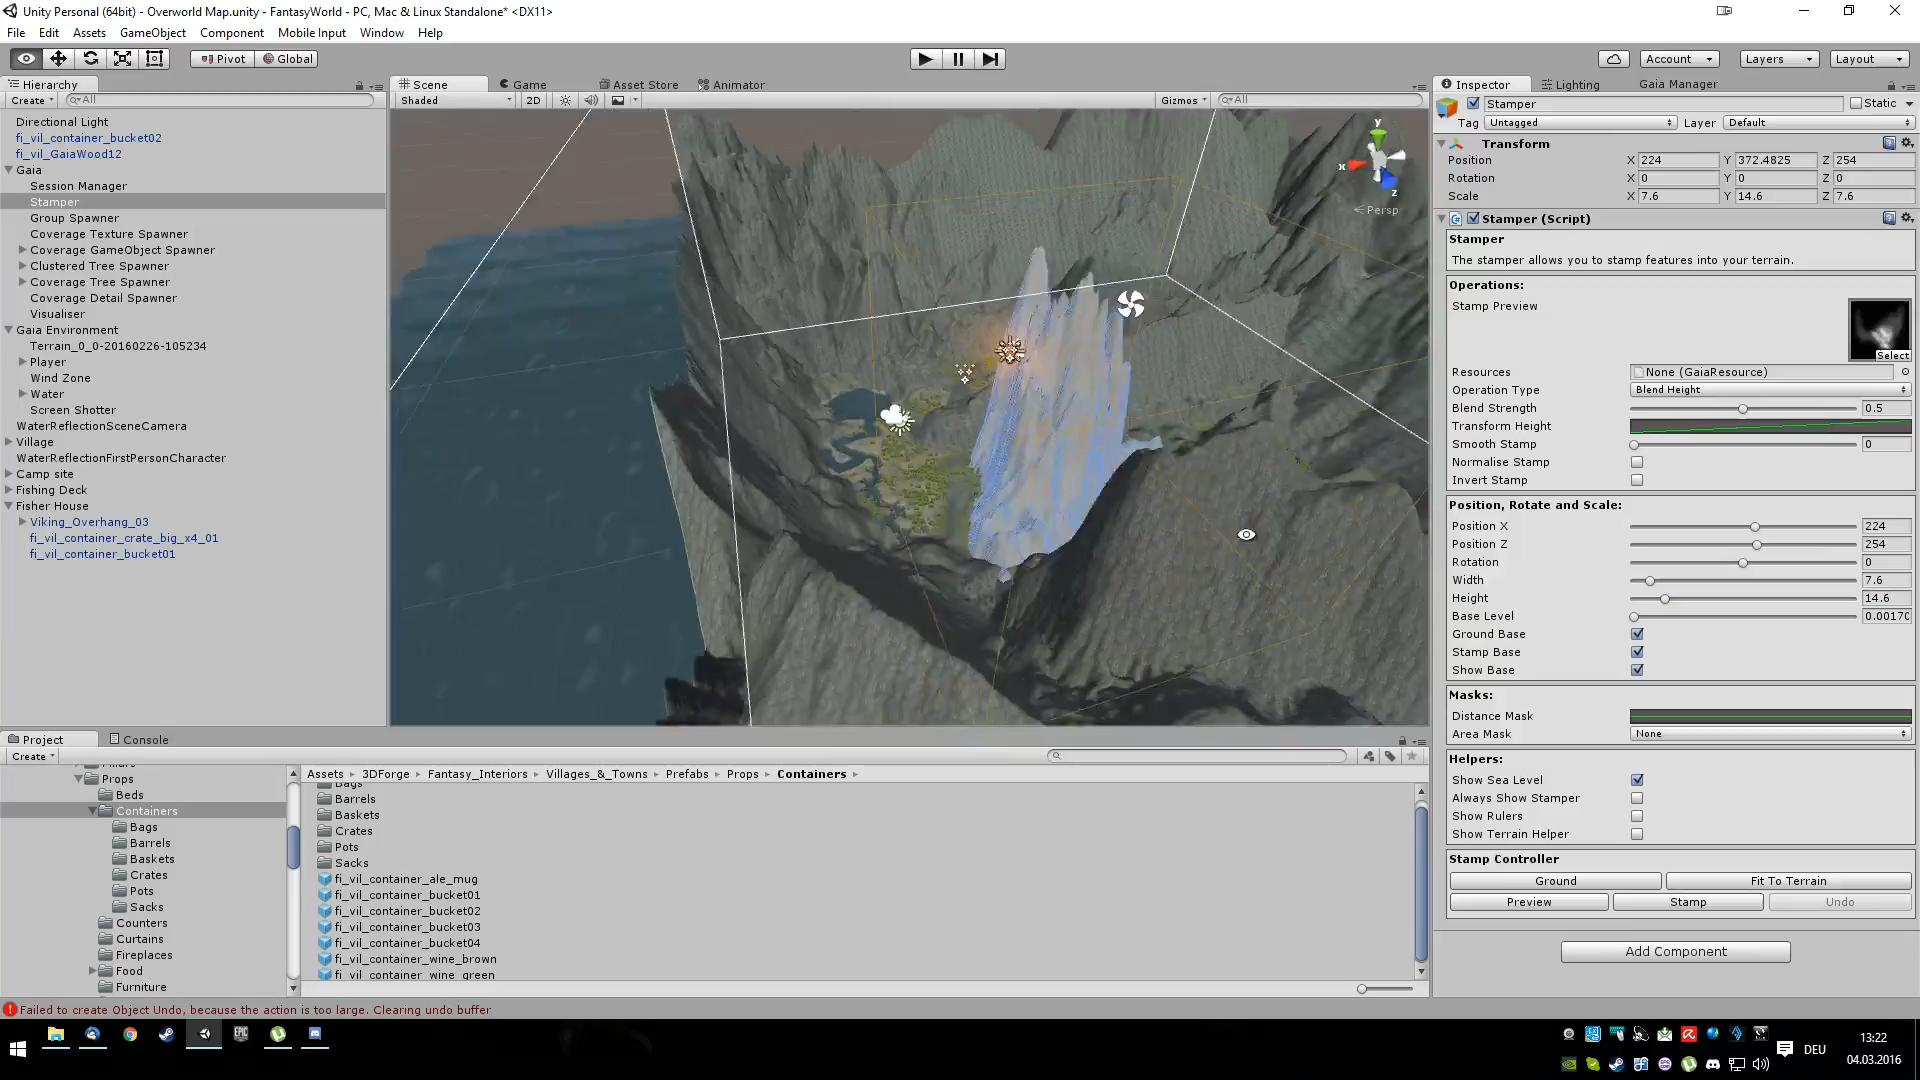 Unity Personal (64bit) - Overworld Map.unity - FantasyWorld - PC, Mac & Linux Standalone* <DX11>
File Edit Assets GameObject Component Mobile Input Window Help
Pivot Global Account Layers Layout
Hierarchy
Create All
Directional Light
fi_vil_container_bucket02
fi_vil_GaiaWood12
Gaia
Session Manager
Stamper
Group Spawner
Coverage Texture Spawner
Coverage GameObject Spawner
Clustered Tree Spawner
Coverage Tree Spawner
Coverage Detail Spawner
Visualiser
Gaia Environment
Terrain_0_0-20160226-105234
Player
Wind Zone
Water
Screen Shotter
WaterReflectionSceneCamera
Village
WaterReflectionFirstPersonCharacter
Camp site
Fishing Deck
Fisher House
Viking_Overhang_03
fi_vil_container_crate_big_x4_01
fi_vil_container_bucket01
Scene Game Asset Store Animator
Shaded 2D Gizmos All
y
x
z
Persp
Inspector Lighting Gaia Manager
Stamper Static
Tag Untagged Layer Default
Transform
Position X 224 Y 372.4825 Z 254
Rotation X 0 Y 0 Z 0
Scale X 7.6 Y 14.6 Z 7.6
Stamper (Script)
Stamper
The stamper allows you to stamp features into your terrain.
Operations:
Stamp Preview
Select
Resources None (GaiaResource)
Operation Type Blend Height
Blend Strength 0.5
Transform Height
Smooth Stamp 0
Normalise Stamp
Invert Stamp
Position, Rotate and Scale:
Position X 224
Position Z 254
Rotation 0
Width 7.6
Height 14.6
Base Level 0.0017
Ground Base
Stamp Base
Show Base
Masks:
Distance Mask
Area Mask None
Helpers:
Show Sea Level
Always Show Stamper
Show Rulers
Show Terrain Helper
Stamp Controller
Ground Fit To Terrain
Preview Stamp Undo
Add Component
Project Console
Create
Props
Beds
Containers
Bags
Barrels
Baskets
Crates
Pots
Sacks
Counters
Curtains
Fireplaces
Food
Furniture
Assets 3DForge Fantasy_Interiors Villages_&_Towns Prefabs Props Containers
Bags
Barrels
Baskets
Crates
Pots
Sacks
fi_vil_container_ale_mug
fi_vil_container_bucket01
fi_vil_container_bucket02
fi_vil_container_bucket03
fi_vil_container_bucket04
fi_vil_container_wine_brown
fi_vil_container_wine_green
Failed to create Object Undo, because the action is too large. Clearing undo buffer
EPIC
DEU
13:22
04.03.2016